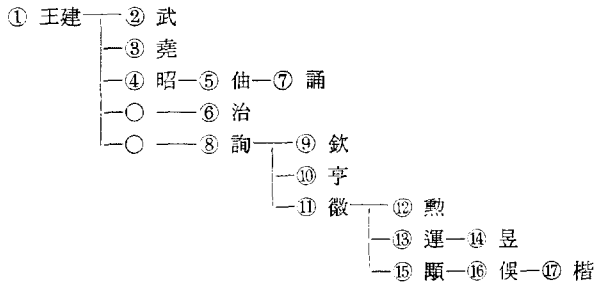 ① 王建 ② 武
③ 堯
④ 昭 ⑤ 伷 ⑦ 誦
○ ⑥ 治
○ ⑧ 詢 ⑨ 欽
⑩ 亨
⑪ 徽 ⑫ 勲
⑬ 運 ⑭ 昱
⑮ 顒 ⑯ 俁 ⑰ 楷